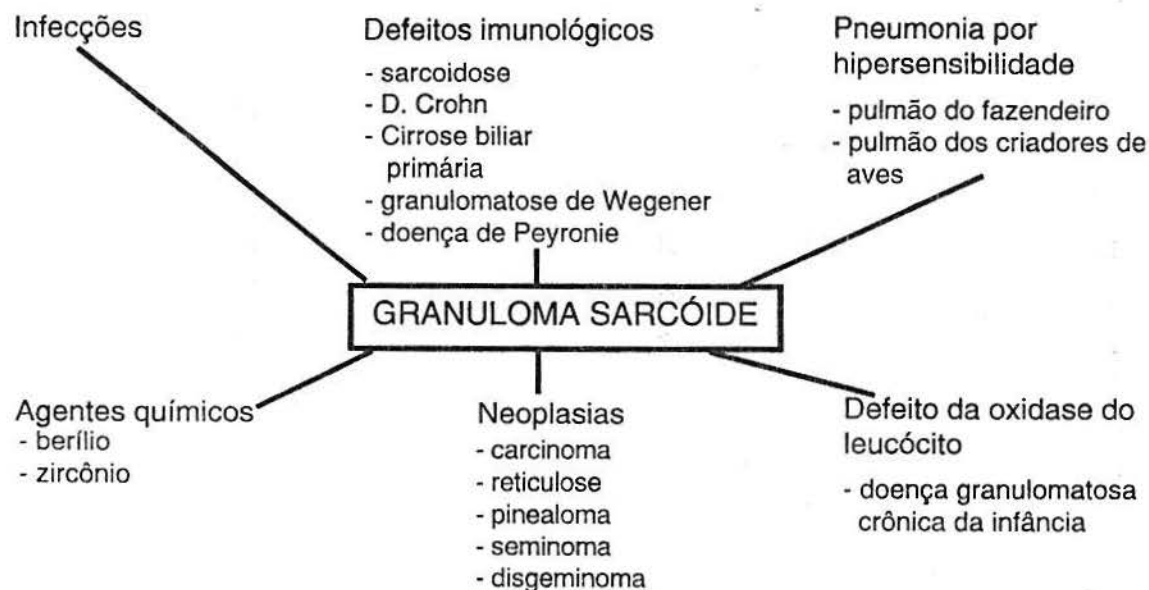 Infecções
Defeitos imunológicos
- sarcoidose
- D. Crohn
- Cirrose biliar
primária
- granulomatose de Wegener
- doença de Peyronie
Pneumonia por
hipersensibilidade
- pulmão do fazendeiro
- pulmão dos criadores de
aves
GRANULOMA SARCÓIDE
Agentes químicos
- berílio
- zircônio
Neoplasias
- carcinoma
- reticulose
- pinealoma
- seminoma
- disgeminoma
Defeito da oxidase do
leucócito
- doença granulomatosa
crônica da infância